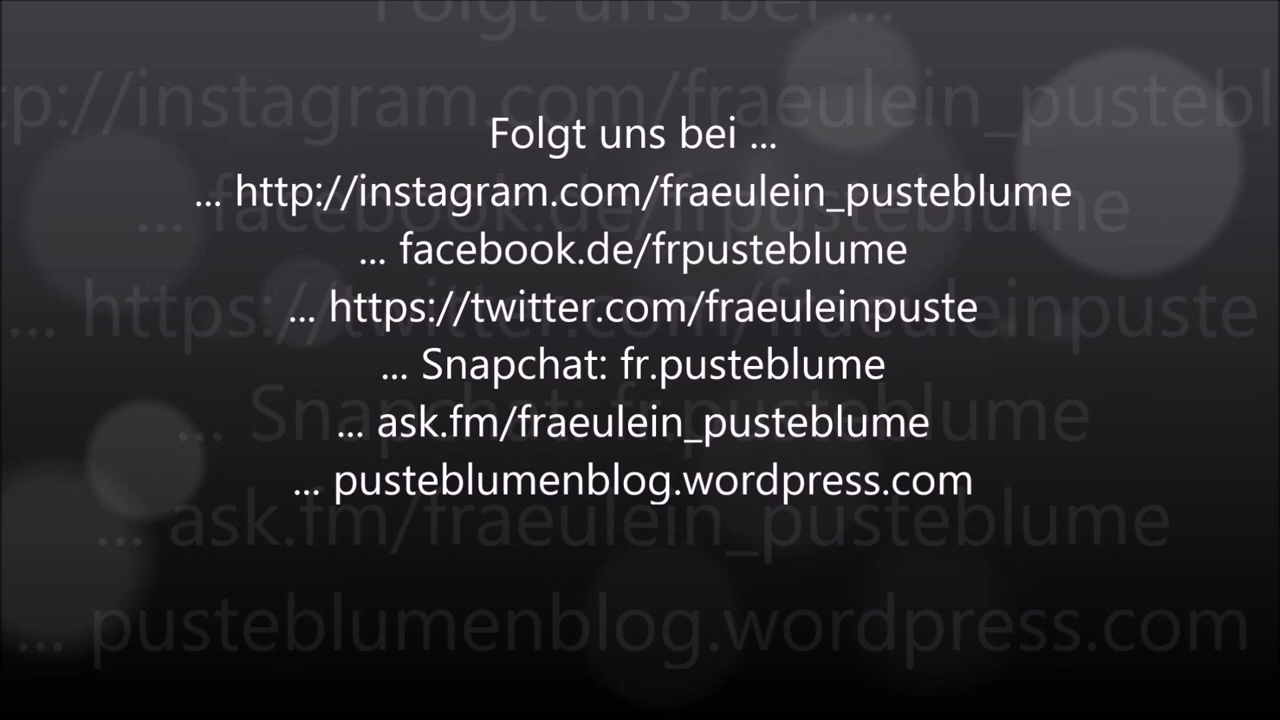 Folgt uns bei ...
... http://instagram.com/fraeulein_pusteblume
... facebook.de/frpusteblume
... https://twitter.com/fraeuleinpuste
... Snapchat: fr.pusteblume
... ask.fm/fraeulein_pusteblume
... pusteblumenblog.wordpress.com